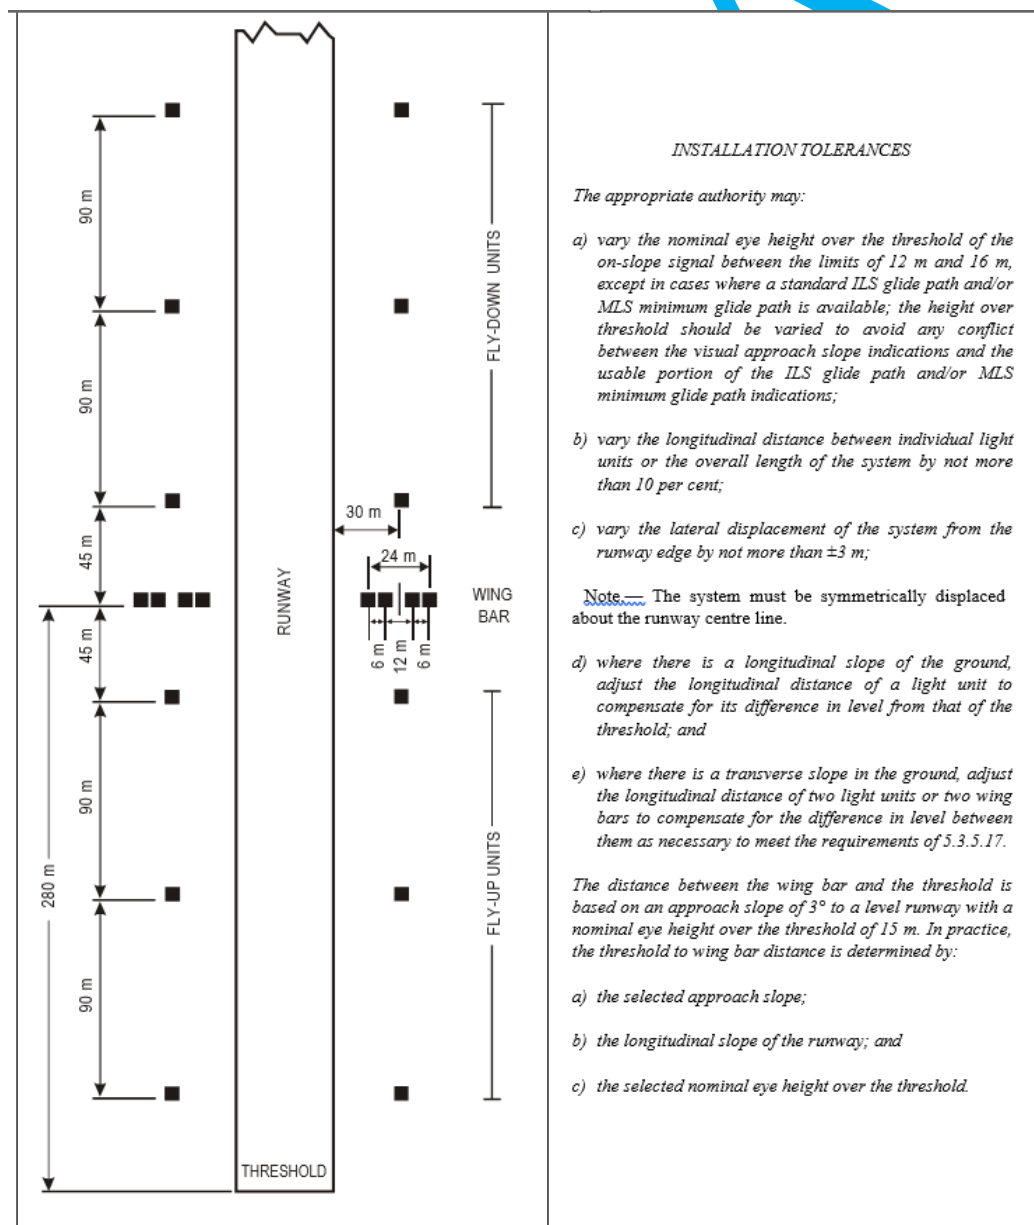 90 m
90 m
45 m
45 m
90 m
90 m
280 m
RUNWAY
THRESHOLD
30 m
24 m
6 m
12 m
6 m
FLY-DOWN UNITS
WING
BAR
FLY-UP UNITS
INSTALLATION TOLERANCES
The appropriate authority may:
a) vary the nominal eye height over the threshold of the
on-slope signal between the limits of 12 m and 16 m,
except in cases where a standard ILS glide path and/or
MLS minimum glide path is available; the height over
threshold should be varied to avoid any conflict
between the visual approach slope indications and the
usable portion of the ILS glide path and/or MLS
minimum glide path indications;
b) vary the longitudinal distance between individual light
units or the overall length of the system by not more
than 10 per cent;
c) vary the lateral displacement of the system from the
runway edge by not more than ±3 m;
Note.— The system must be symmetrically displaced
about the runway centre line.
d) where there is a longitudinal slope of the ground,
adjust the longitudinal distance of a light unit to
compensate for its difference in level from that of the
threshold; and
e) where there is a transverse slope in the ground, adjust
the longitudinal distance of two light units or two wing
bars to compensate for the difference in level between
them as necessary to meet the requirements of 5.3.5.17.
The distance between the wing bar and the threshold is
based on an approach slope of 3° to a level runway with a
nominal eye height over the threshold of 15 m. In practice,
the threshold to wing bar distance is determined by:
a) the selected approach slope;
b) the longitudinal slope of the runway; and
c) the selected nominal eye height over the threshold.